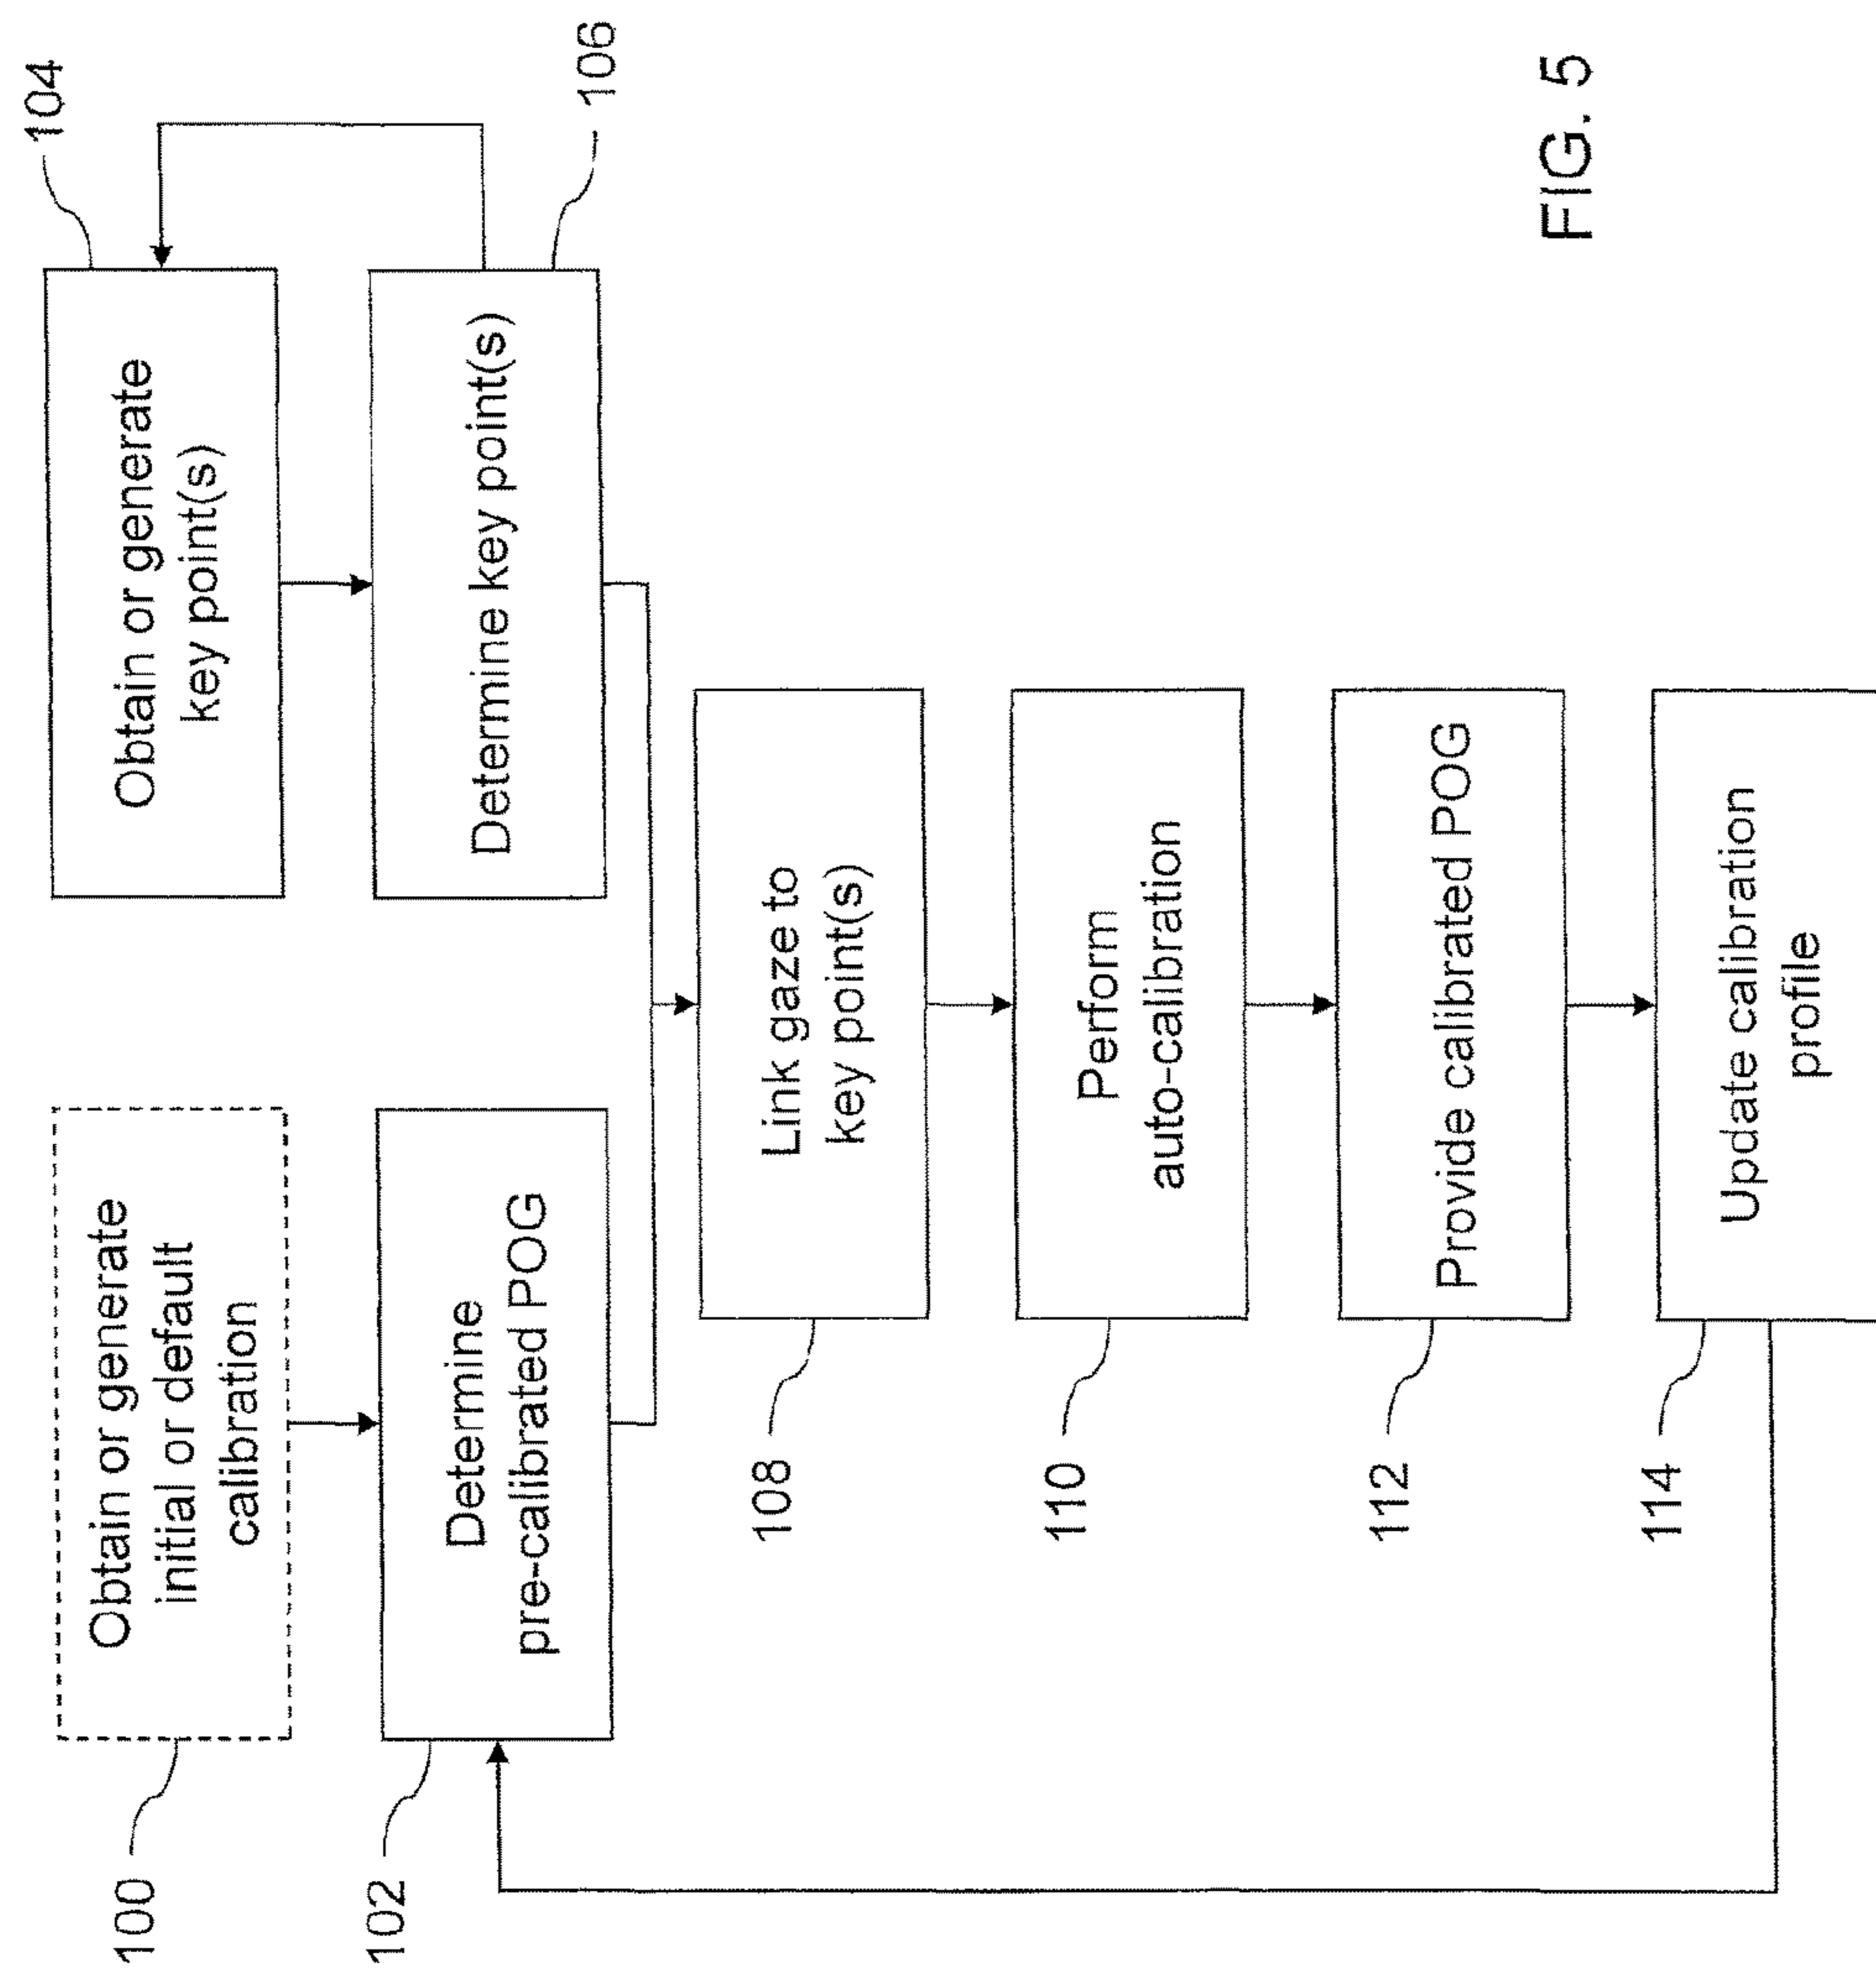 100
Obtain or generate
initial or default
calibration
102
Determine
pre-calibrated POG
104
Obtain or generate
key point(s)
106
Determine key point(s)
108
Link gaze to
key point(s)
110
Perform
auto-calibration
112
Provide calibrated POG
114
Update calibration
profile
FIG. 5